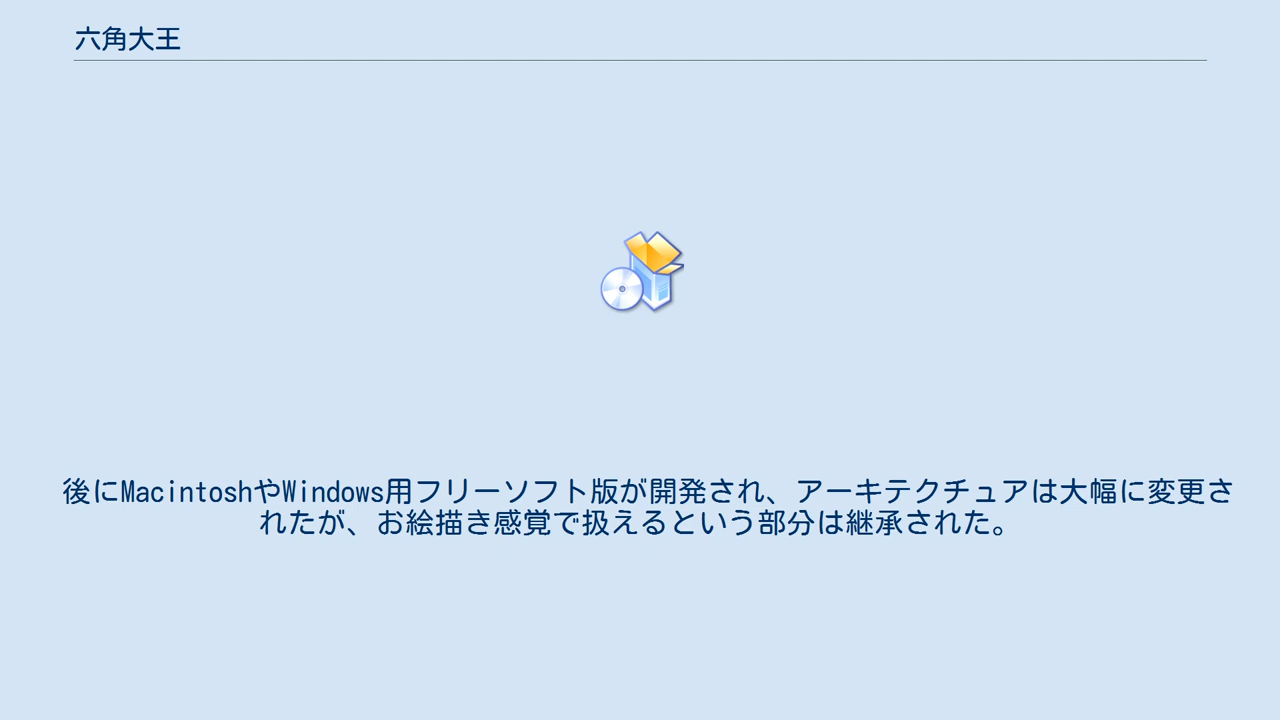 六角大王
後にMacintoshやWindows用フリーソフト版が開発され、アーキテクチュアは大幅に変更さ
れたが、お絵描き感覚で扱えるという部分は継承された。